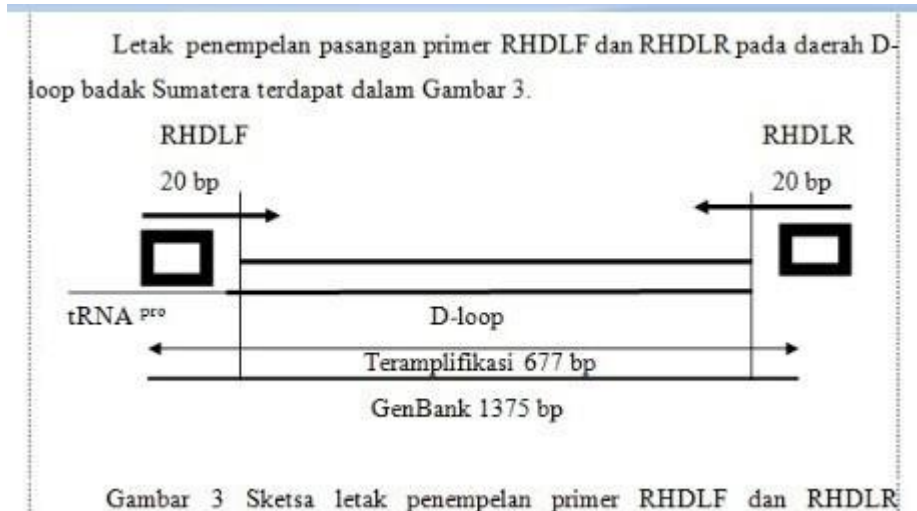 Letak penempelan pasangan primer RHDLF dan RHDLR pada daerah D-
loop badak Sumatera terdapat dalam Gambar 3.
RHDLF RHDLR
20 bp 20 bp
tRNA pro D-loop
Teramplifikasi 677 bp
GenBank 1375 bp
Gambar 3 Sketsa letak penempelan primer RHDLF dan RHDLR